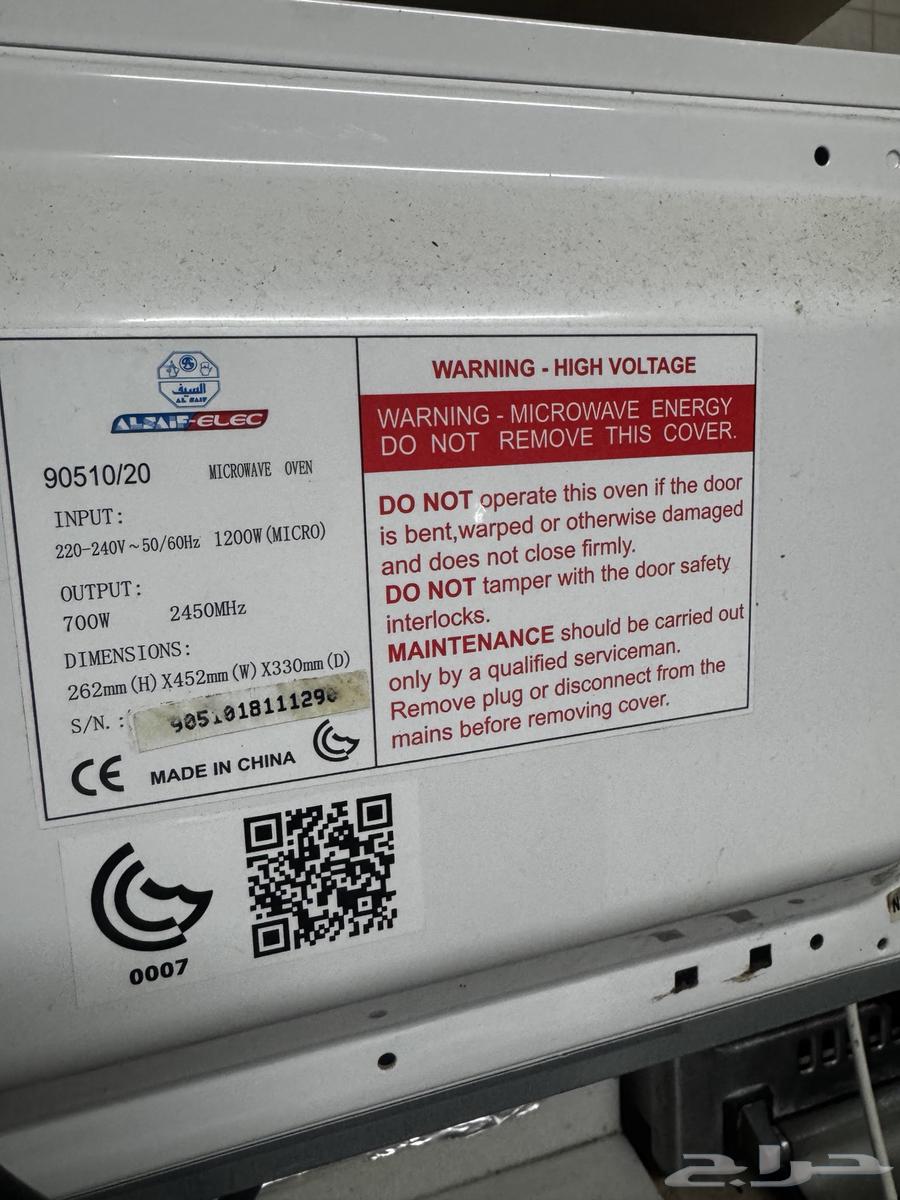 السيف
AL SAIF
ALSAIF-ELEC
90510/20 MICROWAVE OVEN
INPUT:
220-240V~50/60Hz 1200W(MICRO)
OUTPUT:
700W 2450MHz
DIMENSIONS:
262mm(H)X452mm(W)X330mm(D)
S/N.:
CE MADE IN CHINA
WARNING - HIGH VOLTAGE
WARNING - MICROWAVE ENERGY
DO NOT REMOVE THIS COVER.
DO NOT operate this oven if the door
is bent,warped or otherwise damaged
and does not close firmly.
DO NOT tamper with the door safety
interlocks.
MAINTENANCE should be carried out
only by a qualified serviceman.
Remove plug or disconnect from the
mains before removing cover.
0007
حراج